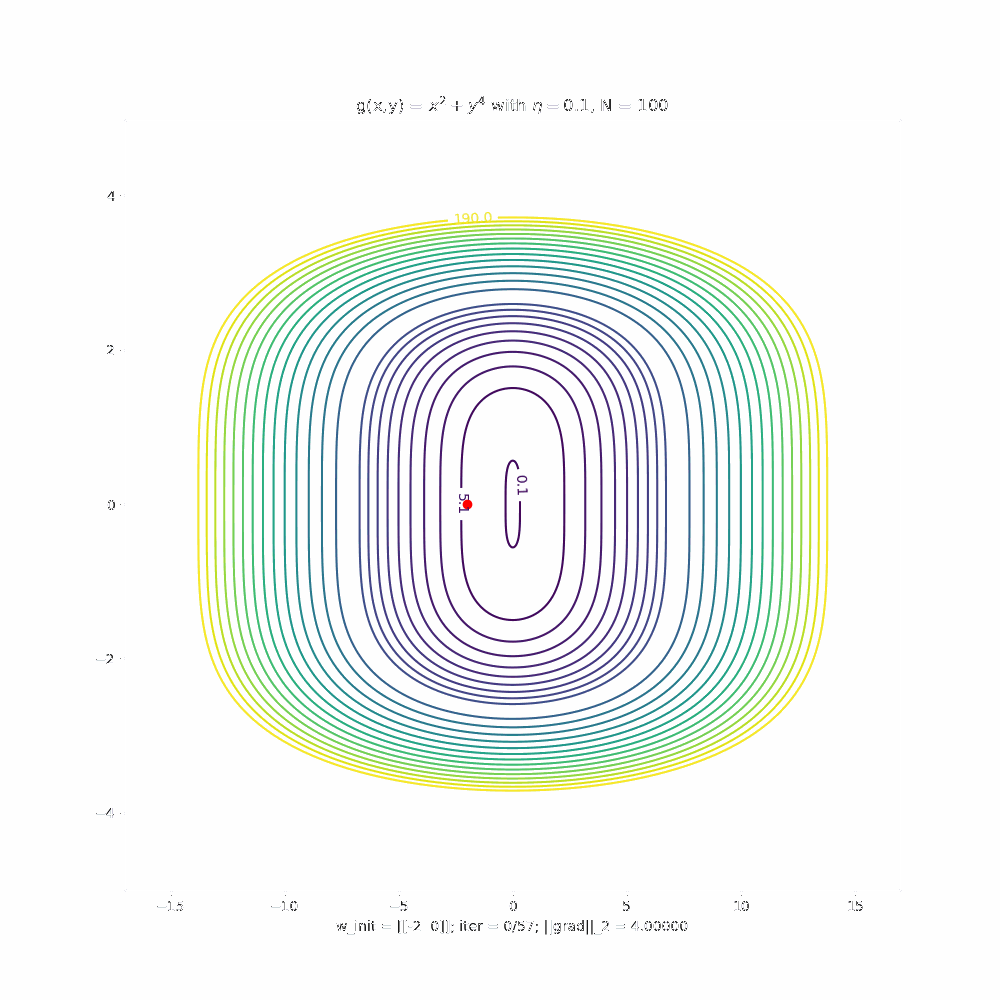 g(x,y) = x² + y⁴ with η = 0.1, N = 100
4
190.0
2
0.1
0
5.1
−2
−4
−15 −10 −5 0 5 10 15
w_init = [[-2 0]]; iter = 0/57; ||grad||_2 = 4.00000